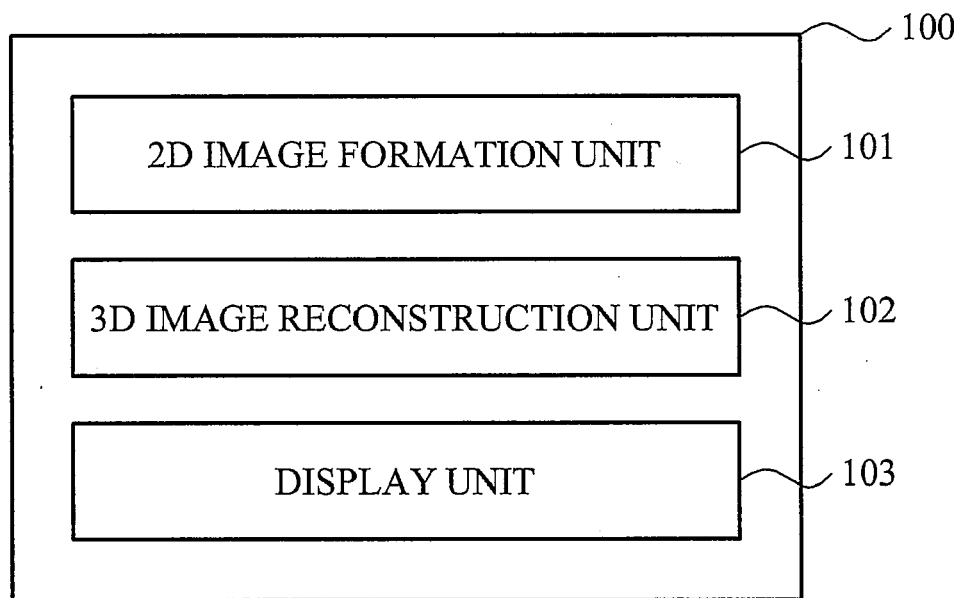 100
2D IMAGE FORMATION UNIT
101
3D IMAGE RECONSTRUCTION UNIT
102
DISPLAY UNIT
103